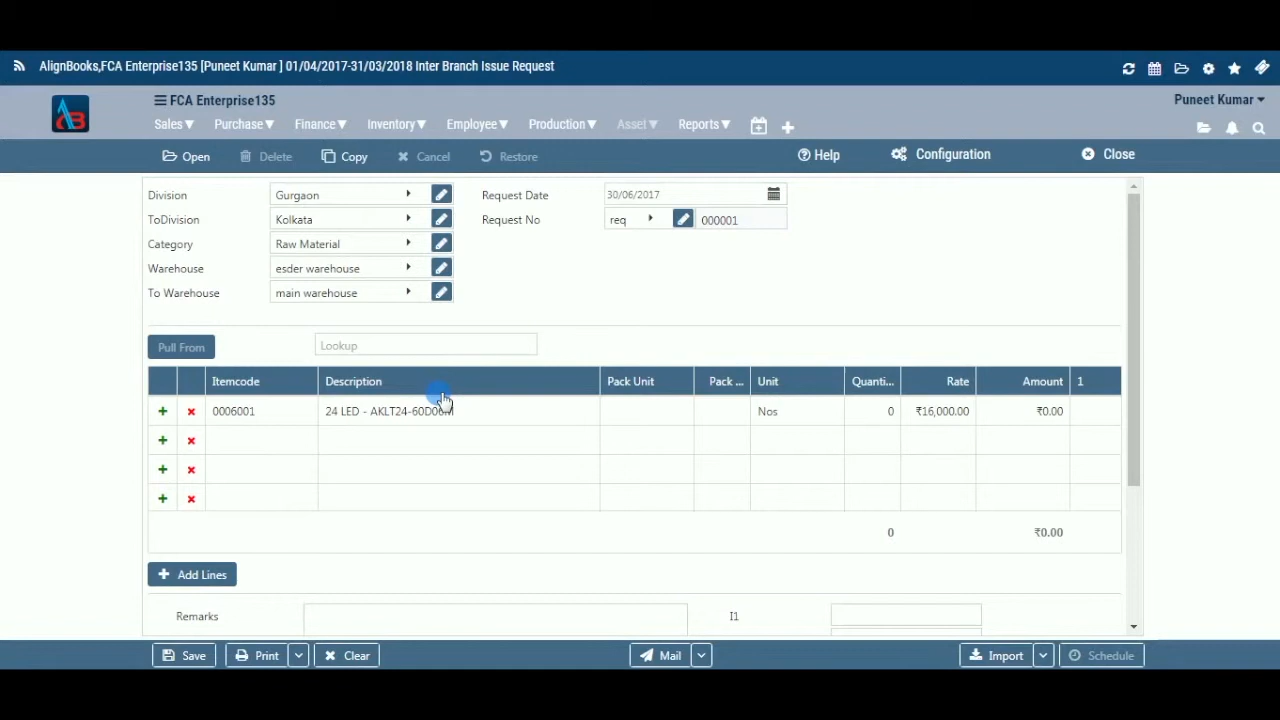 AlignBooks,FCA Enterprise135 [Puneet Kumar ] 01/04/2017-31/03/2018 Inter Branch Issue Request
FCA Enterprise135
Puneet Kumar
Sales Purchase Finance Inventory Employee Production Asset Reports
Open Delete Copy Cancel Restore Help Configuration Close
Division Gurgaon Request Date 30/06/2017
ToDivision Kolkata Request No req 000001
Category Raw Material
Warehouse esder warehouse
To Warehouse main warehouse
Pull From Lookup
Itemcode Description Pack Unit Pack ... Unit Quanti... Rate Amount 1
0006001 24 LED - AKLT24-60D06M Nos 0 ₹16,000.00 ₹0.00
0 ₹0.00
Add Lines
Remarks I1
Save Print Clear Mail Import Schedule